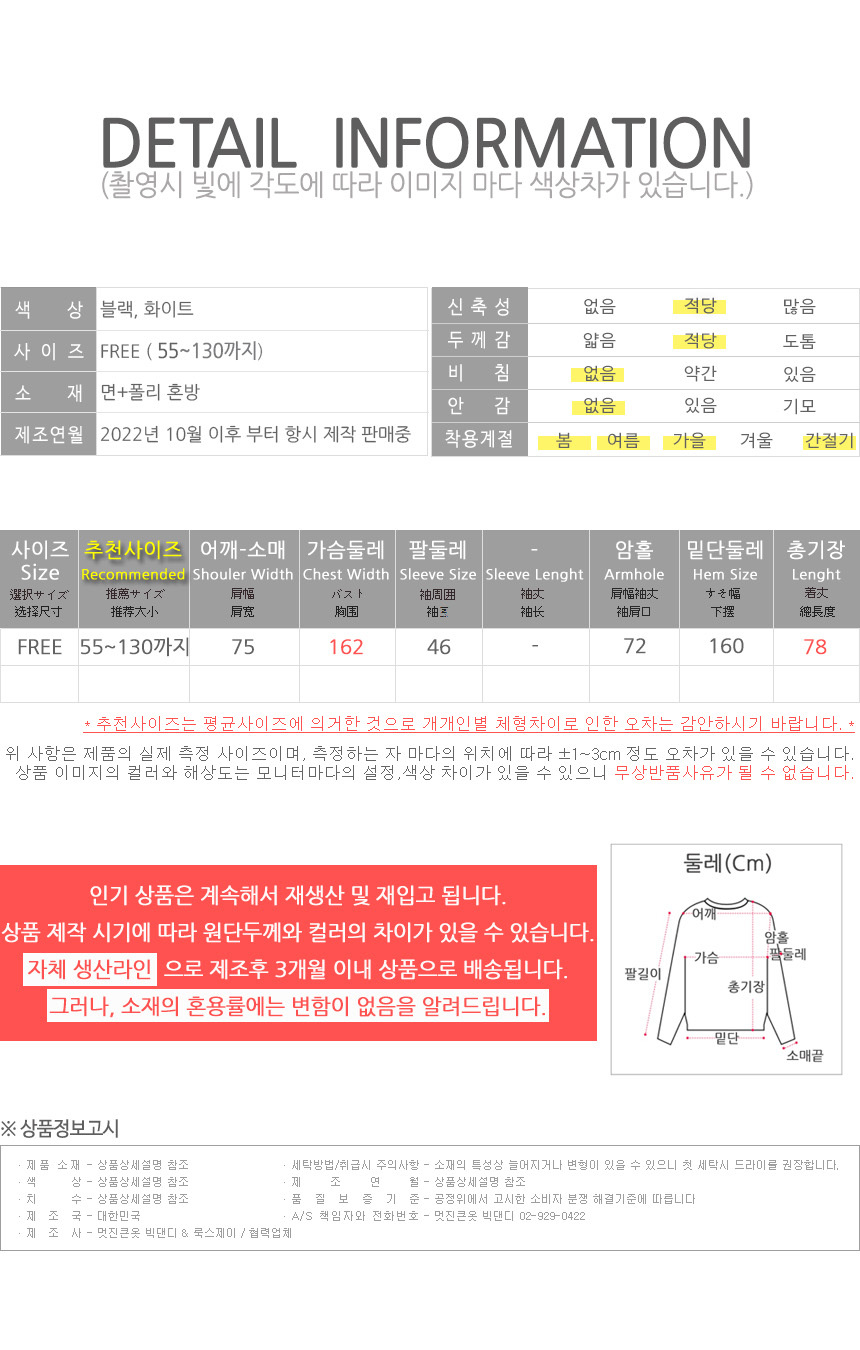 DETAIL INFORMATION
(촬영시 빛에 각도에 따라 이미지 마다 색상차가 있습니다.)
색 상 블랙, 화이트
사 이 즈 FREE ( 55~130까지)
소 재 면+폴리 혼방
제조연월 2022년 10월 이후 부터 항시 제작 판매중
신 축 성 없음 적당 많음
두 께 감 얇음 적당 도톰
비 침 없음 약간 있음
안 감 없음 있음 기모
착용계절 봄 여름 가을 겨울 간절기
사이즈 추천사이즈 어깨-소매 가슴둘레 팔둘레 - 암홀 밑단둘레 총기장
Size Recommended Shouler Width Chest Width Sleeve Size Sleeve Lenght Armhole Hem Size Lenght
選択サイズ 推薦サイズ 肩幅 バスト 袖周囲 袖丈 肩幅袖丈 すそ幅 着丈
选择尺寸 推荐大小 肩宽 胸围 袖 袖长 袖肩口 下摆 總長度
FREE 55~130까지 75 162 46 - 72 160 78
* 추천사이즈는 평균사이즈에 의거한 것으로 개개인별 체형차이로 인한 오차는 감안하시기 바랍니다. *
위 사항은 제품의 실제 측정 사이즈이며, 측정하는 자 마다의 위치에 따라 ±1~3cm 정도 오차가 있을 수 있습니다.
상품 이미지의 컬러와 해상도는 모니터마다의 설정,색상 차이가 있을 수 있으니 무상반품사유가 될 수 없습니다.
인기 상품은 계속해서 재생산 및 재입고 됩니다.
상품 제작 시기에 따라 원단두께와 컬러의 차이가 있을 수 있습니다.
자체 생산라인 으로 제조후 3개월 이내 상품으로 배송됩니다.
그러나, 소재의 혼용률에는 변함이 없음을 알려드립니다.
둘레(Cm)
어깨
암홀
가슴
팔둘레
팔길이
총기장
밑단
소매끝
※ 상품정보고시
· 제 품 소 재 - 상품상세설명 참조
· 색 상 - 상품상세설명 참조
· 치 수 - 상품상세설명 참조
· 제 조 국 - 대한민국
· 제 조 사 - 멋진큰옷 빅댄디 & 룩스제이 / 협력업체
· 세탁방법/취급시 주의사항 - 소재의 특성상 늘어지거나 변형이 있을 수 있으니 첫 세탁시 드라이를 권장합니다.
· 제 조 연 월 - 상품상세설명 참조
· 품 질 보 증 기 준 - 공정위에서 고시한 소비자 분쟁 해결기준에 따릅니다
· A/S 책임자와 전화번호 - 멋진큰옷 빅댄디 02-929-0422